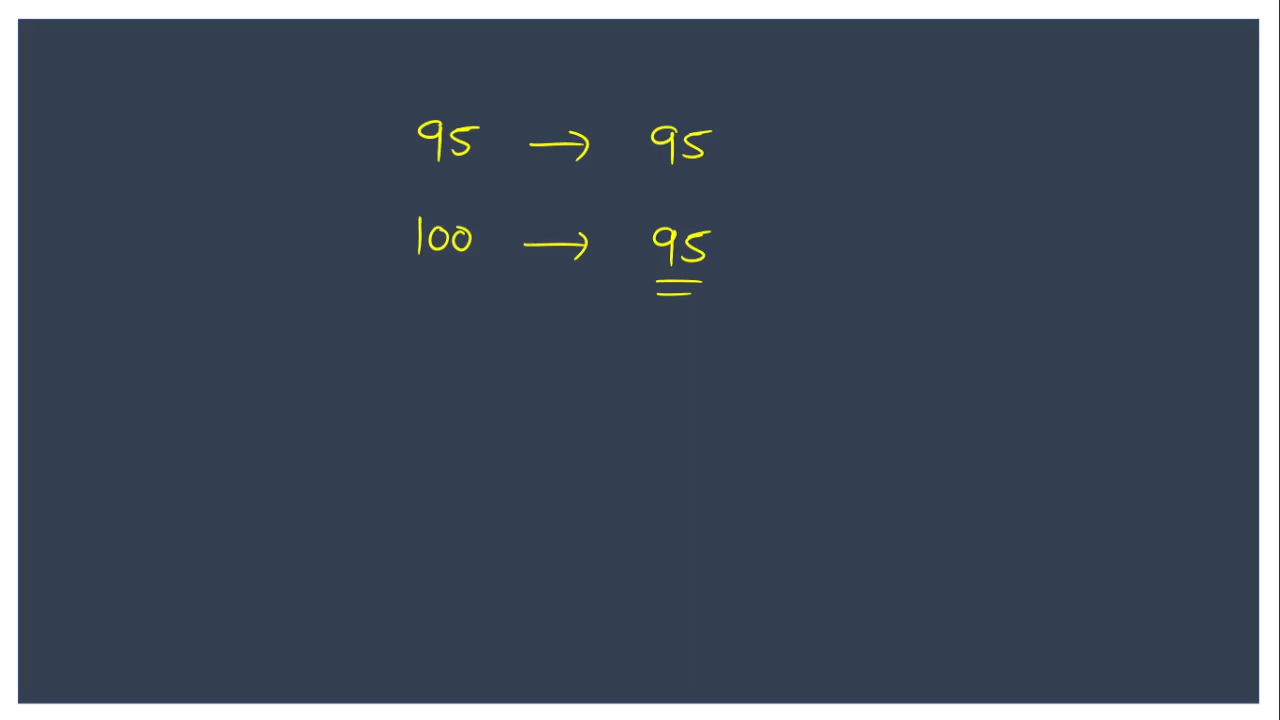 95 → 95
100 → 95